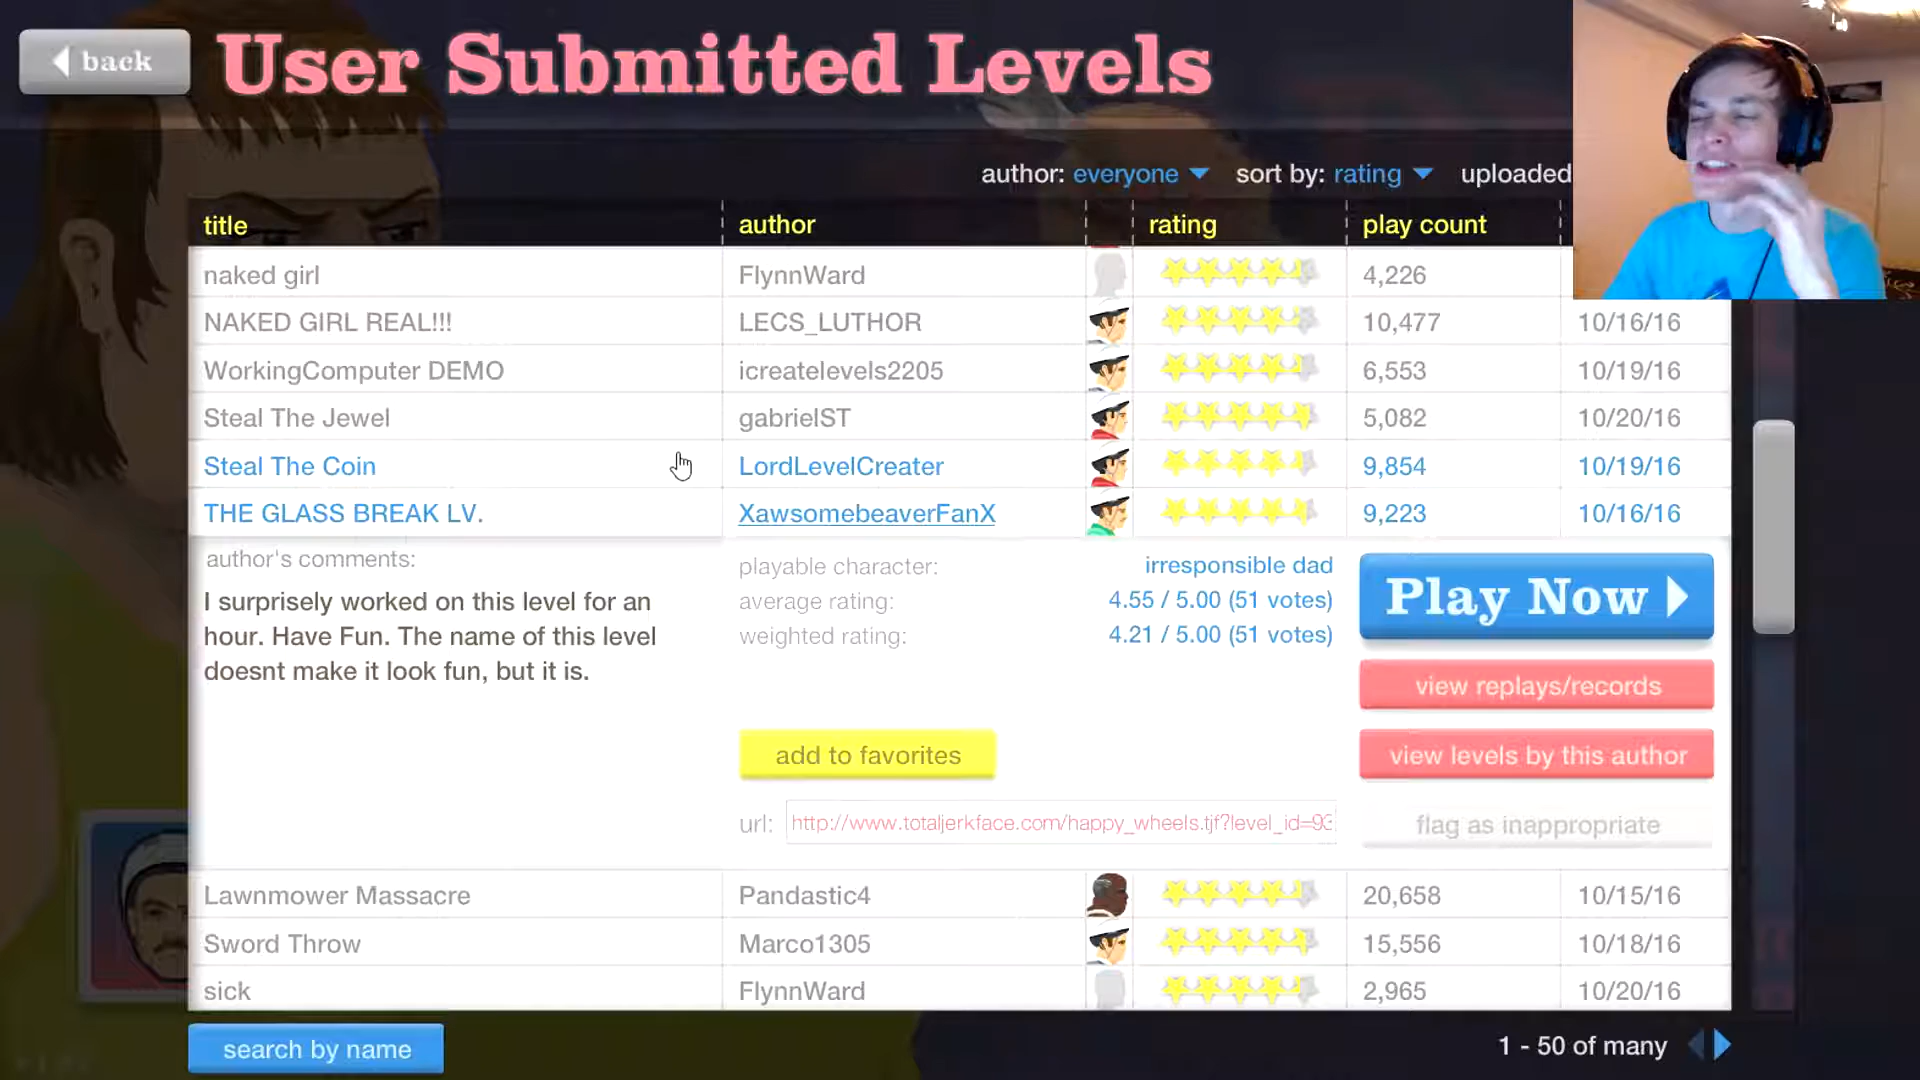 back
User Submitted Levels
author: everyone sort by: rating uploaded
title author rating play count
naked girl FlynnWard 4,226
NAKED GIRL REAL!!! LECS_LUTHOR 10,477 10/16/16
WorkingComputer DEMO icreatelevels2205 6,553 10/19/16
Steal The Jewel gabrielST 5,082 10/20/16
Steal The Coin LordLevelCreater 9,854 10/19/16
THE GLASS BREAK LV. XawsomebeaverFanX 9,223 10/16/16
author's comments:
I surprisely worked on this level for an
hour. Have Fun. The name of this level
doesnt make it look fun, but it is.
playable character: irresponsible dad
average rating: 4.55 / 5.00 (51 votes)
weighted rating: 4.21 / 5.00 (51 votes)
Play Now
view replays/records
add to favorites
view levels by this author
url: http://www.totaljerkface.com/happy_wheels.tjf?level_id=93
flag as inappropriate
Lawnmower Massacre Pandastic4 20,658 10/15/16
Sword Throw Marco1305 15,556 10/18/16
sick FlynnWard 2,965 10/20/16
search by name
1 - 50 of many